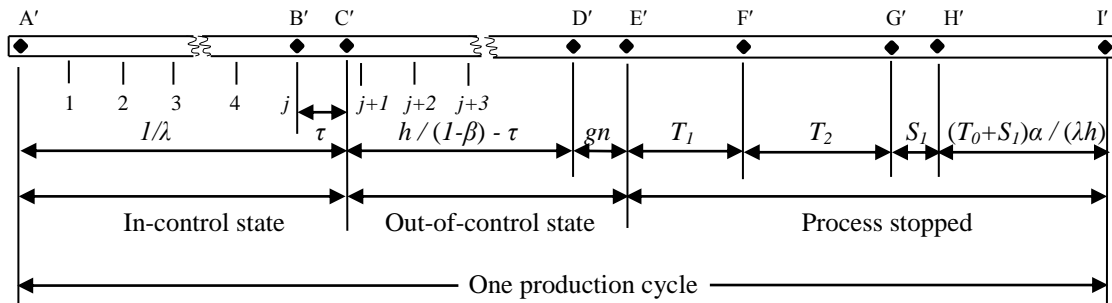 A′ B′ C′ D′ E′ F′ G′ H′ I′
1 2 3 4 j j+1 j+2 j+3
1/λ τ h / (1-β) - τ gn T₁ T₂ S₁ (T₀+S₁)α / (λh)
In-control state Out-of-control state Process stopped
One production cycle